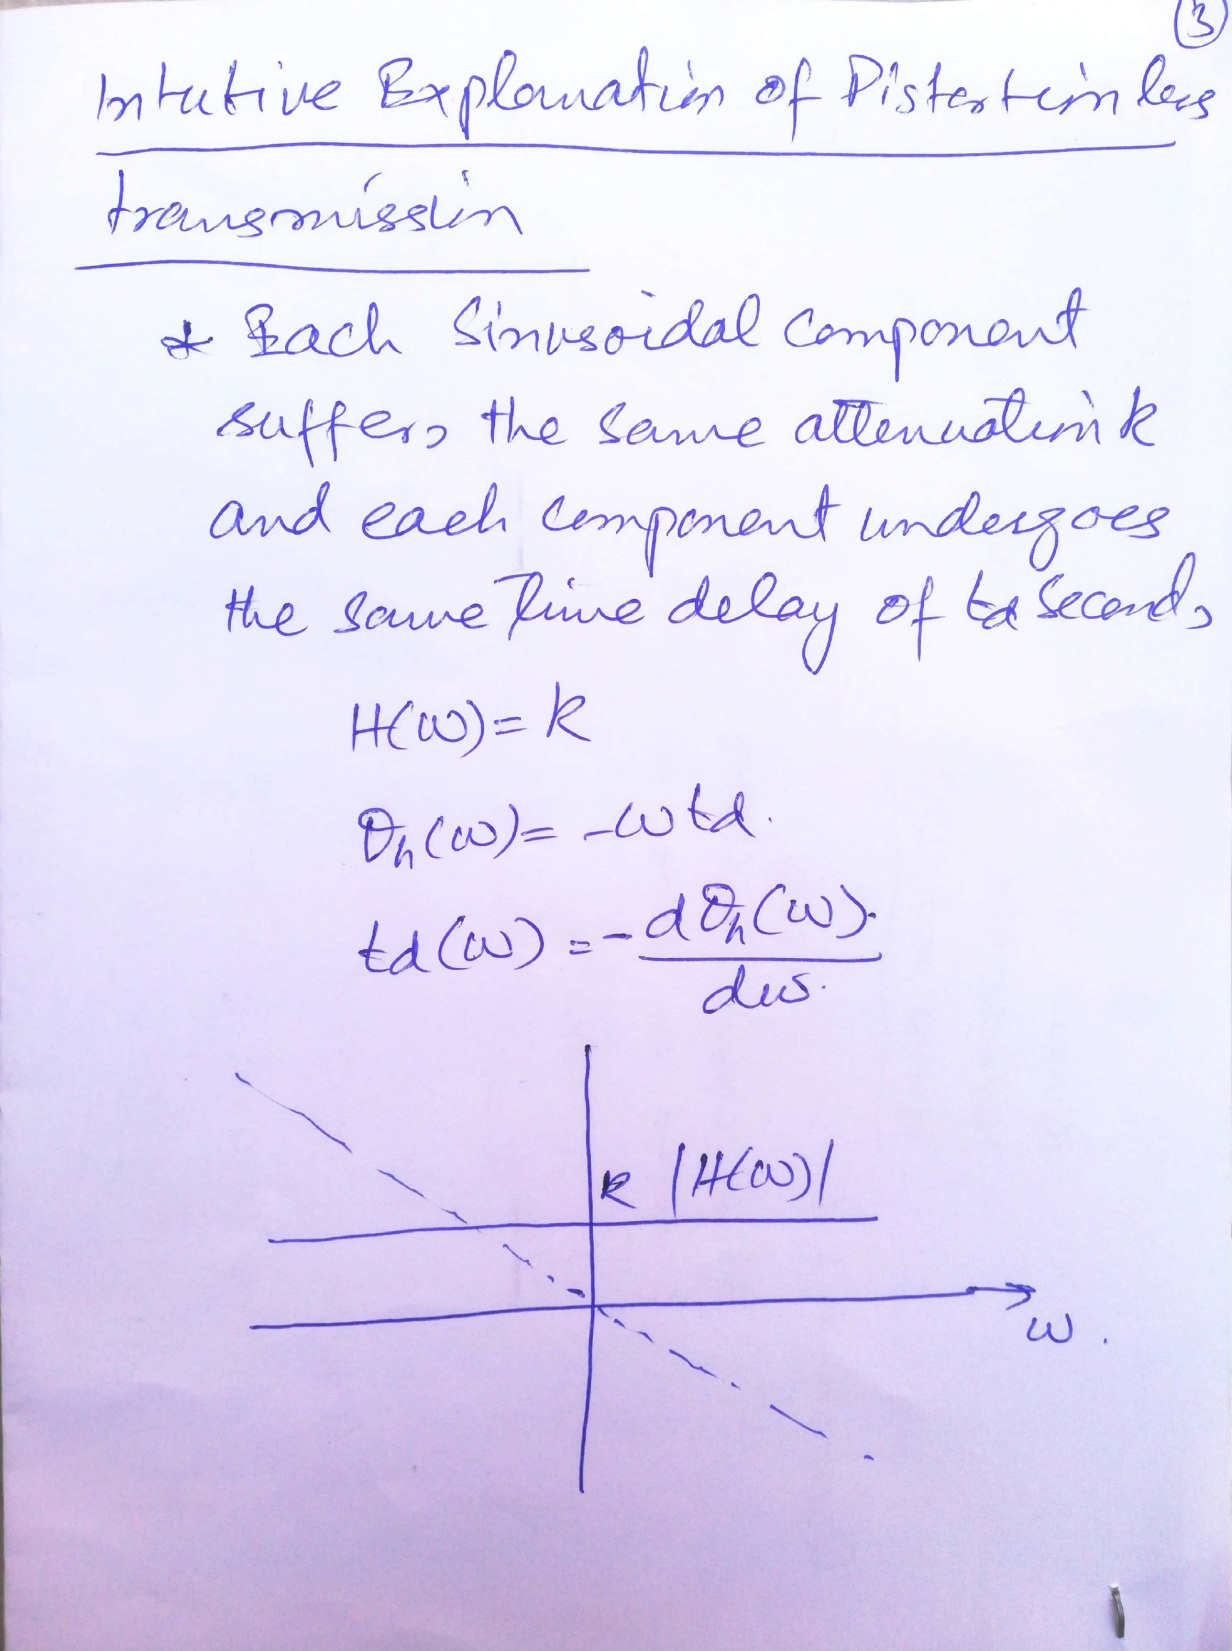 3
Intutive Explanation of Distortionless
transmission
* Each Sinusoidal Component
suffers the same attenuation k
and each component undergoes
the same Time delay of td Seconds
H(ω) = k
θh(ω) = -ωtd.
td(ω) = - dθh(ω).
dω.
k |H(ω)|
ω.